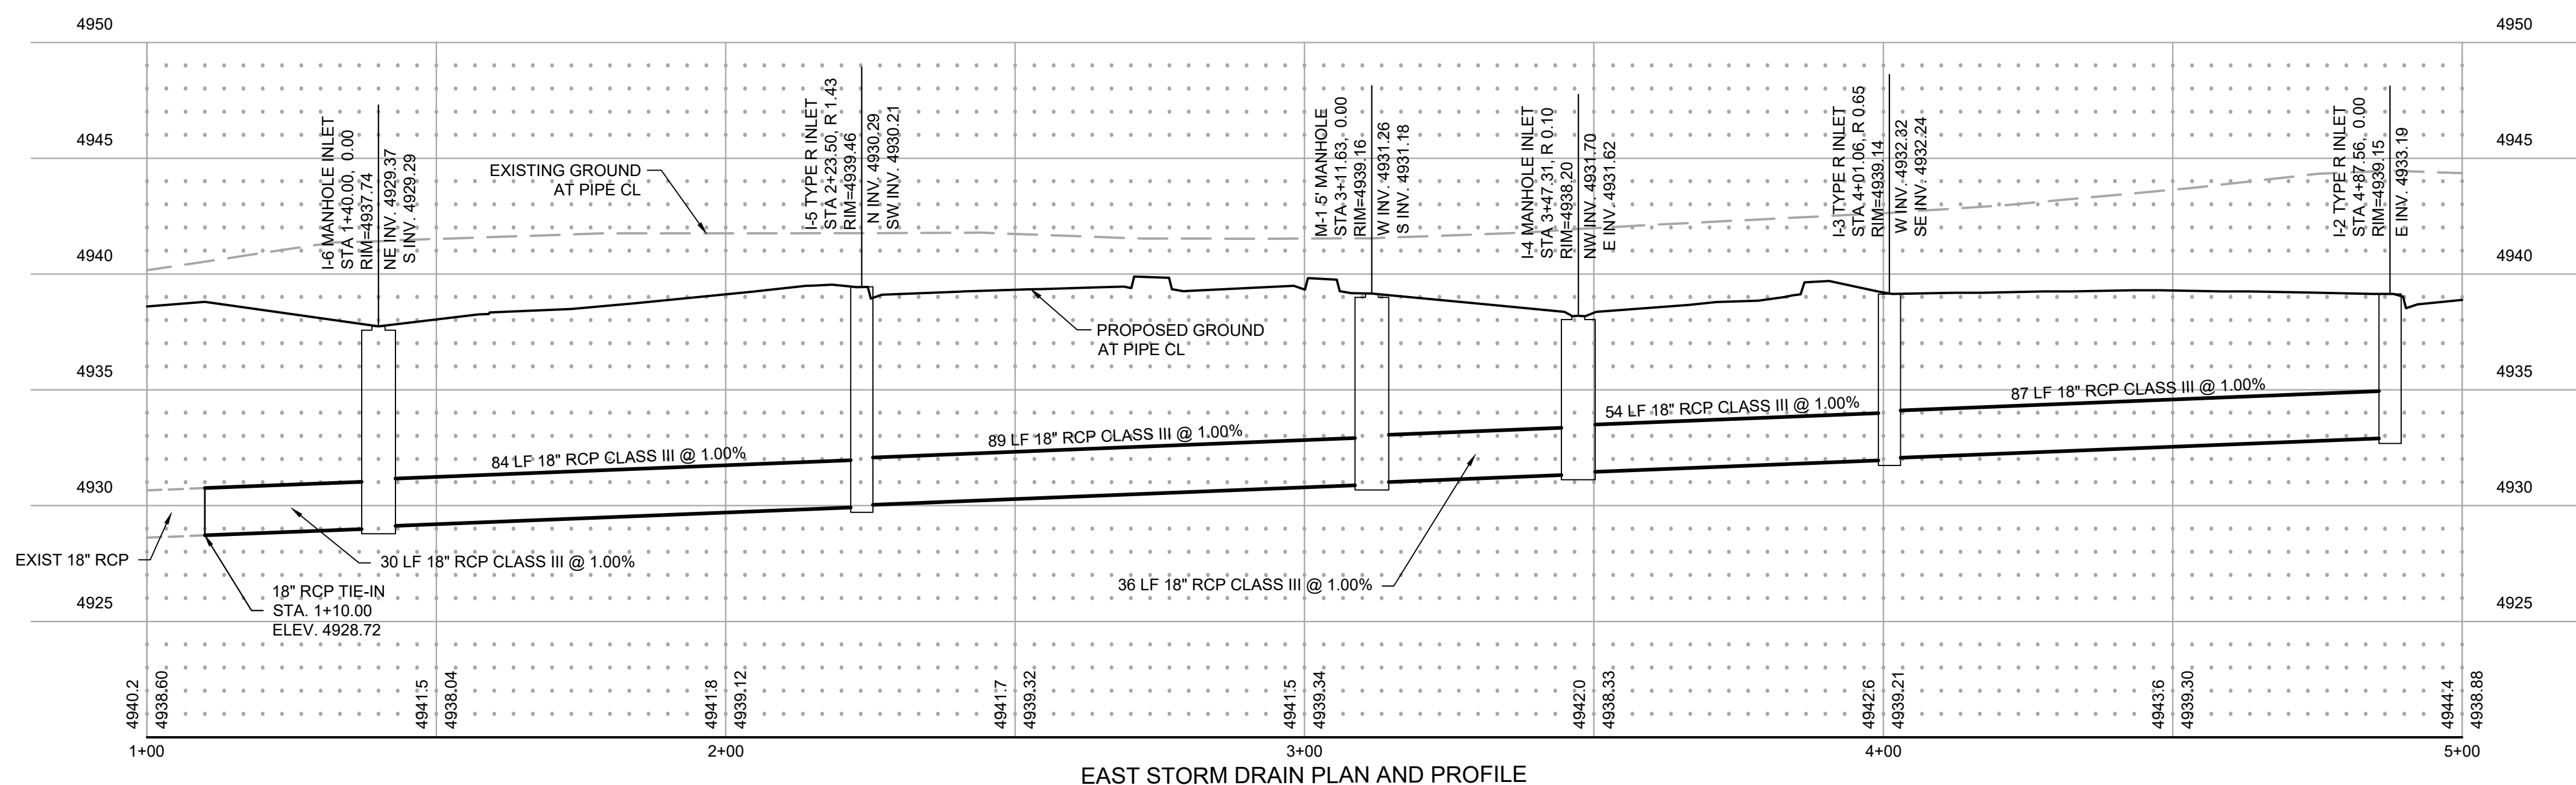 4950
4950
4945
4945
4940
4940
4935
4935
4930
4930
4925
4925
I-6 MANHOLE INLET
STA 1+40.00, 0.00
RIM=4937.74
NE INV. 4929.37
S INV. 4929.29
EXISTING GROUND
AT PIPE CL
I-5 TYPE R INLET
STA 2+23.50, R 1.43
RIM=4939.46
N INV. 4930.29
SW INV. 4930.21
M-1 5' MANHOLE
STA 3+11.63, 0.00
RIM=4939.16
W INV. 4931.26
S INV. 4931.18
I-4 MANHOLE INLET
STA 3+47.31, R 0.10
RIM=4938.20
NW INV. 4931.70
E INV. 4931.62
I-3 TYPE R INLET
STA 4+01.06, R 0.65
RIM=4939.14
W INV. 4932.32
SE INV. 4932.24
I-2 TYPE R INLET
STA 4+87.56, 0.00
RIM=4939.15
E INV. 4933.19
PROPOSED GROUND
AT PIPE CL
84 LF 18" RCP CLASS III @ 1.00%
89 LF 18" RCP CLASS III @ 1.00%
54 LF 18" RCP CLASS III @ 1.00%
87 LF 18" RCP CLASS III @ 1.00%
EXIST 18" RCP
30 LF 18" RCP CLASS III @ 1.00%
36 LF 18" RCP CLASS III @ 1.00%
18" RCP TIE-IN
STA. 1+10.00
ELEV. 4928.72
4940.2
4938.60
4941.5
4938.04
4941.8
4939.12
4941.7
4939.32
4941.5
4939.34
4942.0
4938.33
4942.6
4939.21
4943.6
4939.30
4944.4
4938.88
1+00
2+00
3+00
4+00
5+00
EAST STORM DRAIN PLAN AND PROFILE